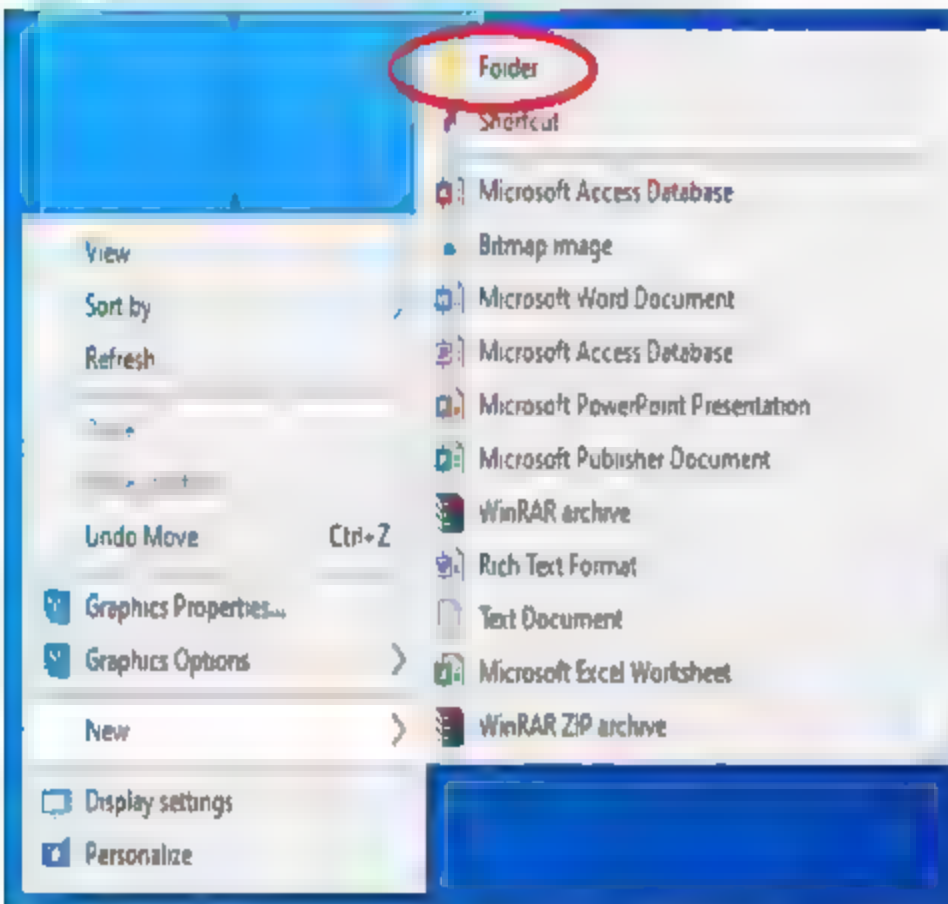 Folder
Shortcut
Microsoft Access Database
Bitmap image
Microsoft Word Document
Microsoft Access Database
Microsoft PowerPoint Presentation
Microsoft Publisher Document
WinRAR archive
Rich Text Format
Text Document
Microsoft Excel Worksheet
WinRAR ZIP archive
View
Sort by
Refresh
Undo Move Ctrl+Z
Graphics Properties...
Graphics Options
New
Display settings
Personalize